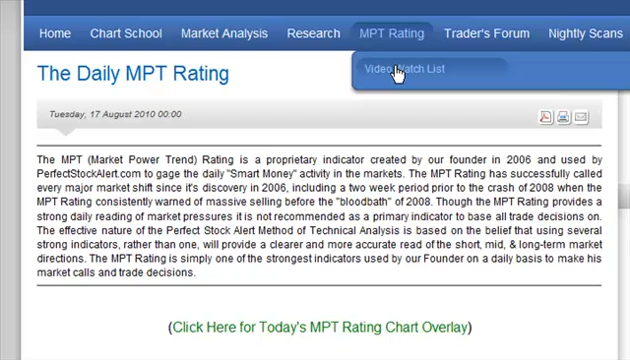 Home Chart School Market Analysis Research MPT Rating Trader's Forum Nightly Scans
Video Watch List
The Daily MPT Rating
Tuesday, 17 August 2010 00:00
The MPT (Market Power Trend) Rating is a proprietary indicator created by our founder in 2006 and used by
PerfectStockAlert.com to gage the daily "Smart Money" activity in the markets. The MPT Rating has successfully called
every major market shift since it's discovery in 2006, including a two week period prior to the crash of 2008 when the
MPT Rating consistently warned of massive selling before the "bloodbath" of 2008. Though the MPT Rating provides a
strong daily reading of market pressures it is not recommended as a primary indicator to base all trade decisions on.
The effective nature of the Perfect Stock Alert Method of Technical Analysis is based on the belief that using several
strong indicators, rather than one, will provide a clearer and more accurate read of the short, mid, & long-term market
directions. The MPT Rating is simply one of the strongest indicators used by our Founder on a daily basis to make his
market calls and trade decisions.
(Click Here for Today's MPT Rating Chart Overlay)